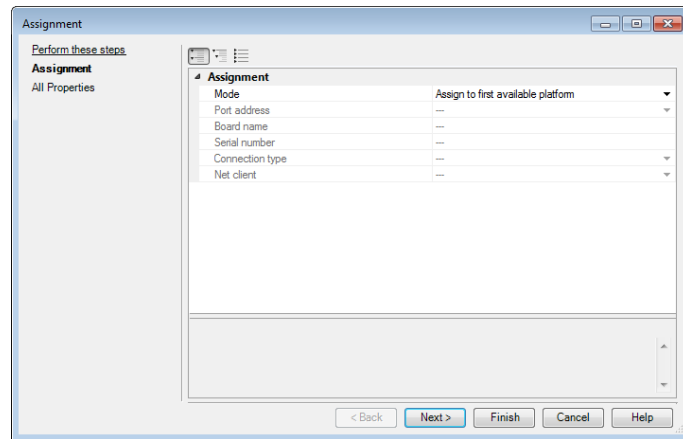 Assignment
Perform these steps
Assignment
All Properties
Assignment
Mode Assign to first available platform
Port address ---
Board name ---
Serial number ---
Connection type ---
Net client ---
< Back Next > Finish Cancel Help